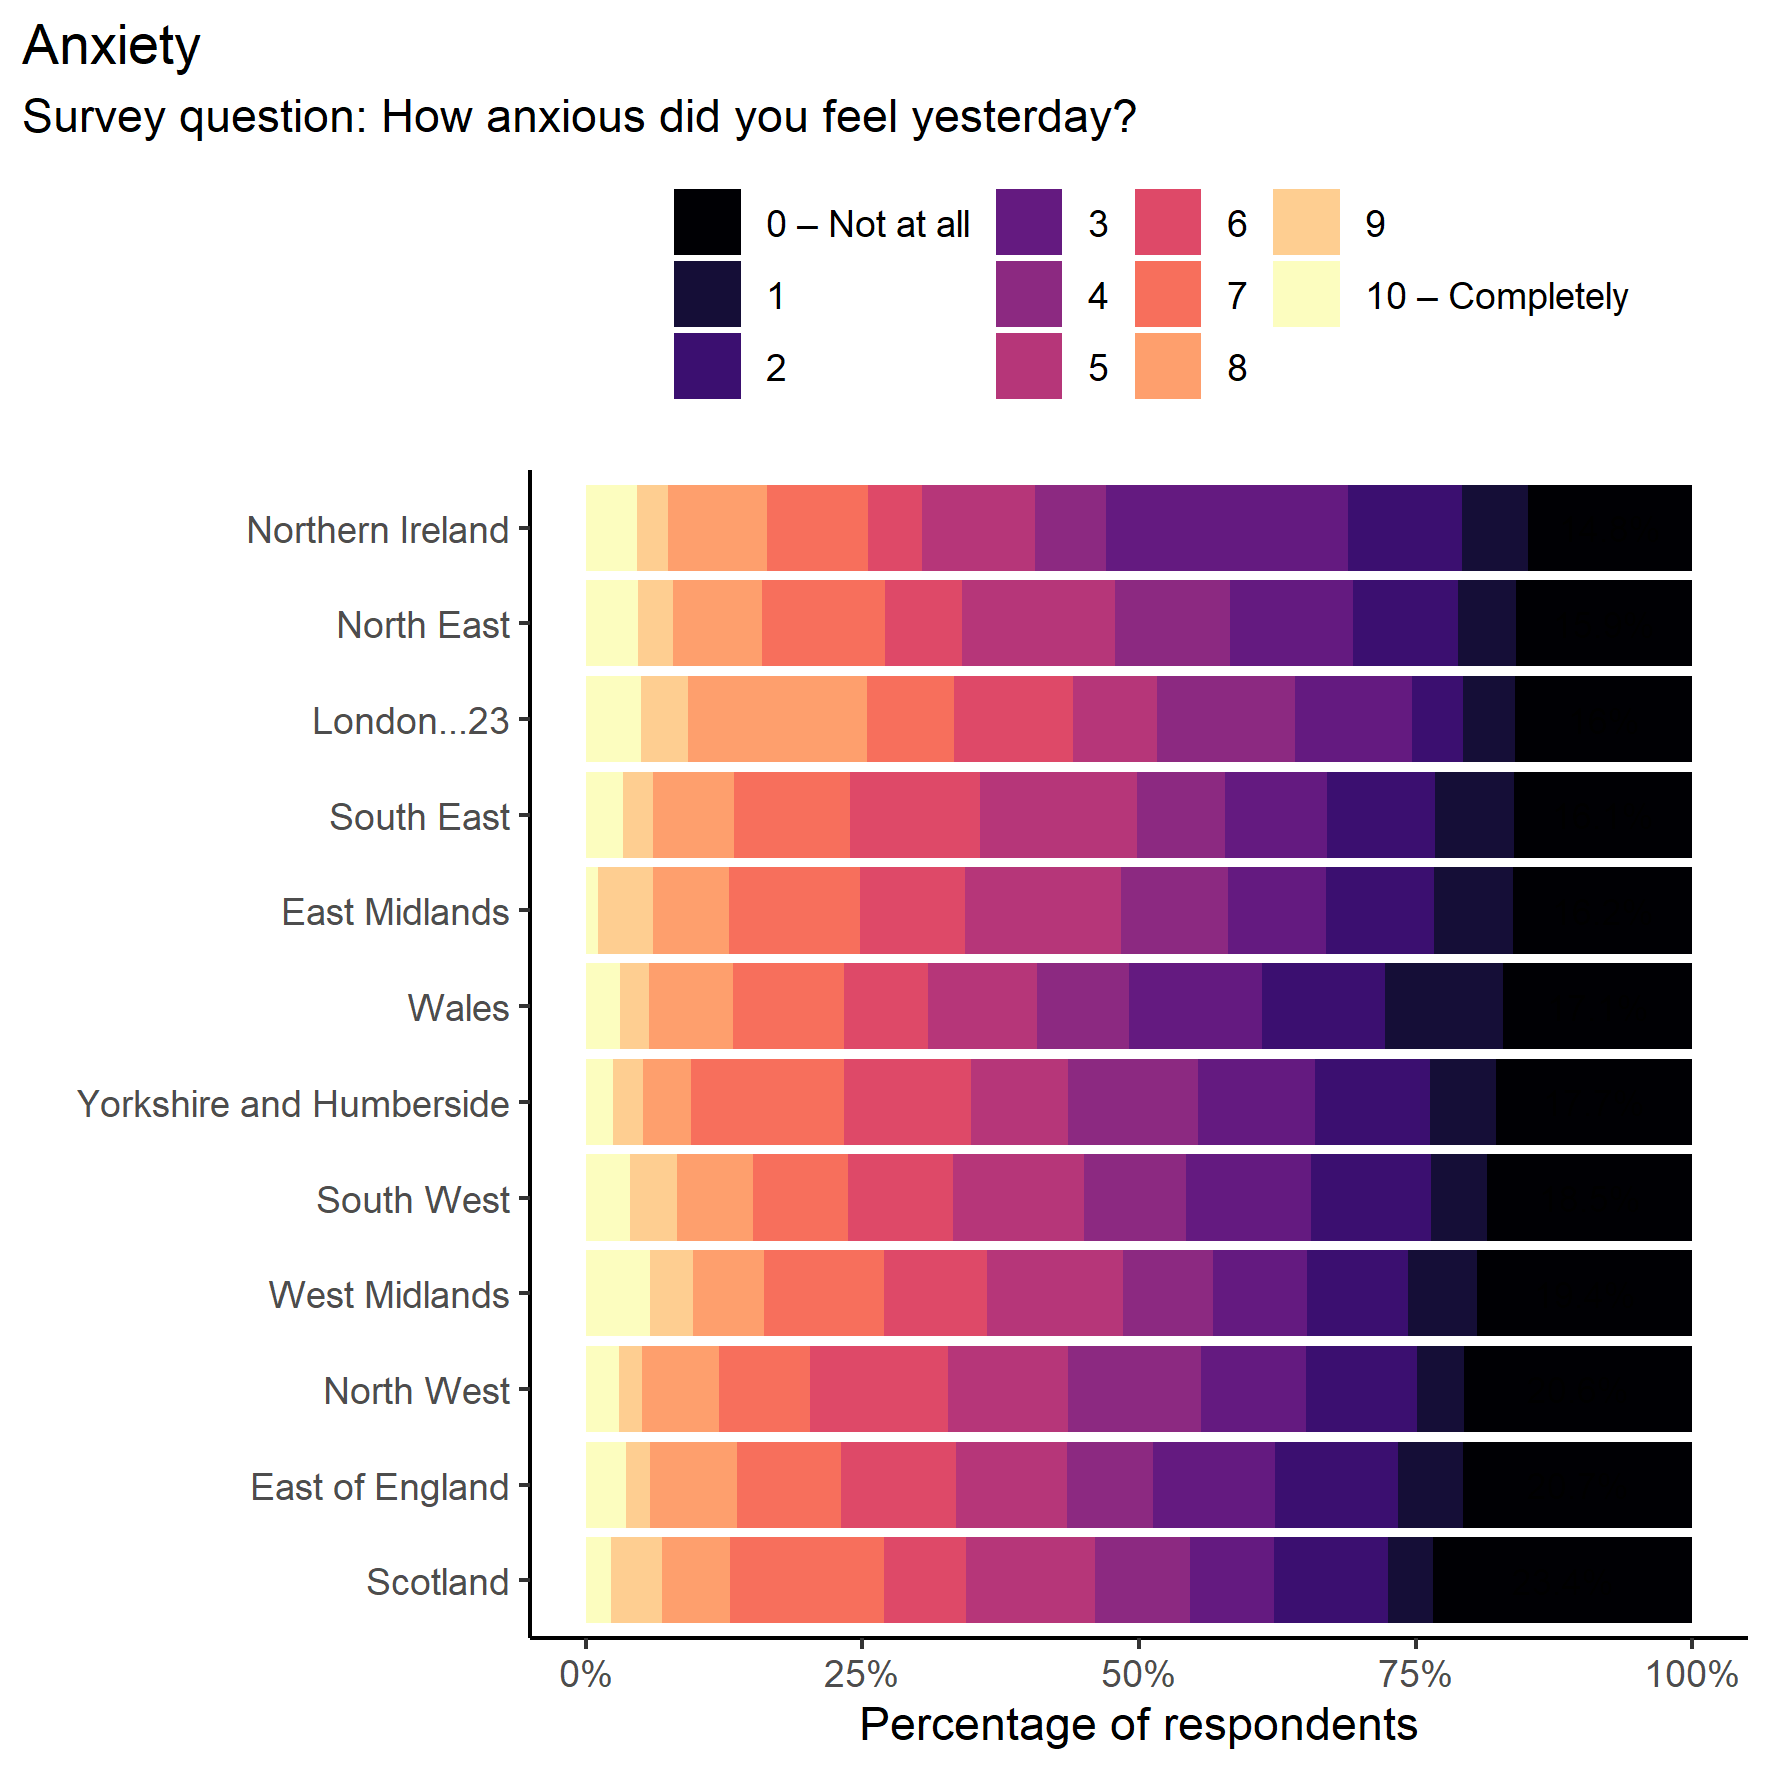 Anxiety
Survey question: How anxious did you feel yesterday?
0 – Not at all
1
2
3
4
5
6
7
8
9
10 – Completely
Northern Ireland
North East
London...23
South East
East Midlands
Wales
Yorkshire and Humberside
South West
West Midlands
North West
East of England
Scotland
0% 25% 50% 75% 100%
Percentage of respondents